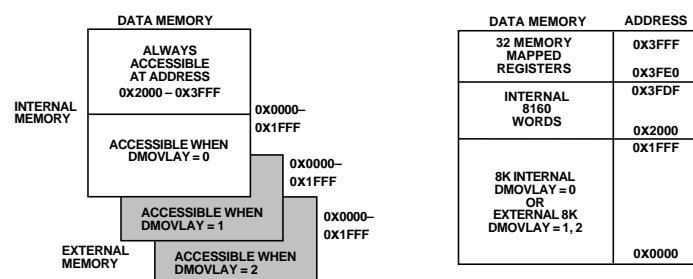 DATA MEMORY
ALWAYS
ACCESSIBLE
AT ADDRESS
0X2000 – 0X3FFF
INTERNAL
MEMORY
0X0000–
0X1FFF
ACCESSIBLE WHEN
DMOVLAY = 0
0X0000–
0X1FFF
ACCESSIBLE WHEN
DMOVLAY = 1
0X0000–
0X1FFF
EXTERNAL
MEMORY
ACCESSIBLE WHEN
DMOVLAY = 2
DATA MEMORY ADDRESS
32 MEMORY
MAPPED
REGISTERS
0X3FFF
0X3FE0
INTERNAL
8160
WORDS
0X3FDF
0X2000
8K INTERNAL
DMOVLAY = 0
OR
EXTERNAL 8K
DMOVLAY = 1, 2
0X1FFF
0X0000